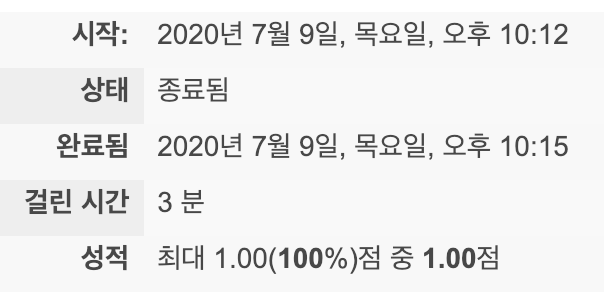 시작: 2020년 7월 9일, 목요일, 오후 10:12
상태 종료됨
완료됨 2020년 7월 9일, 목요일, 오후 10:15
걸린 시간 3 분
성적 최대 1.00(100%)점 중 1.00점